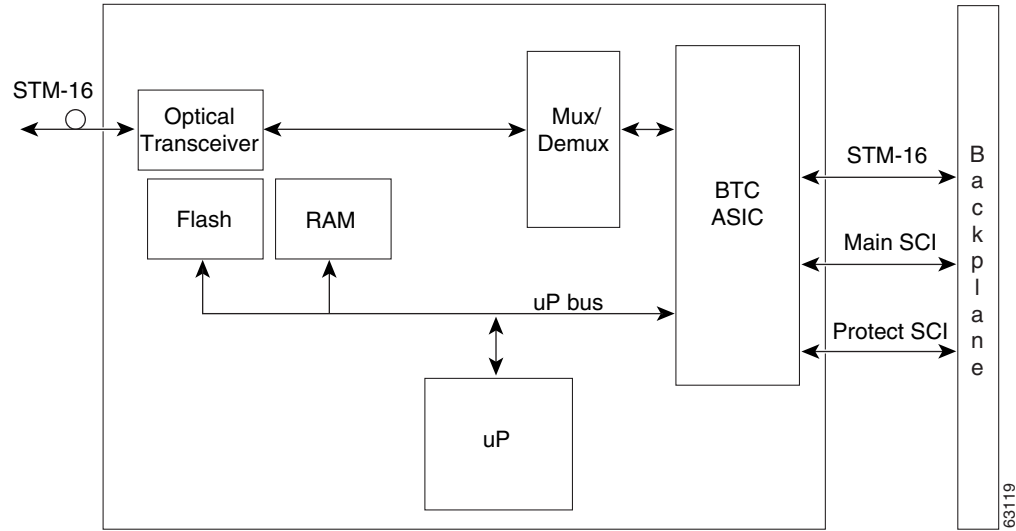 STM-16
Optical
Transceiver
Mux/
Demux
BTC
ASIC
Flash
RAM
uP bus
uP
STM-16
Main SCI
Protect SCI
Backplane
63119